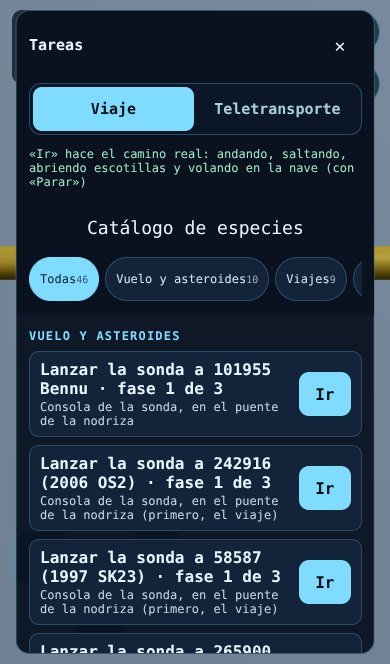 Tareas ✕
Viaje Teletransporte
«Ir» hace el camino real: andando, saltando,
abriendo escotillas y volando en la nave (con
«Parar»)
Catálogo de especies
Todas46 Vuelo y asteroides10 Viajes9
VUELO Y ASTEROIDES
Lanzar la sonda a 101955
Bennu · fase 1 de 3
Consola de la sonda, en el puente
de la nodriza
Ir
Lanzar la sonda a 242916
(2006 OS2) · fase 1 de 3
Consola de la sonda, en el puente
de la nodriza (primero, el viaje)
Ir
Lanzar la sonda a 58587
(1997 SK23) · fase 1 de 3
Consola de la sonda, en el puente
de la nodriza (primero, el viaje)
Ir
Lanzar la sonda a 265900